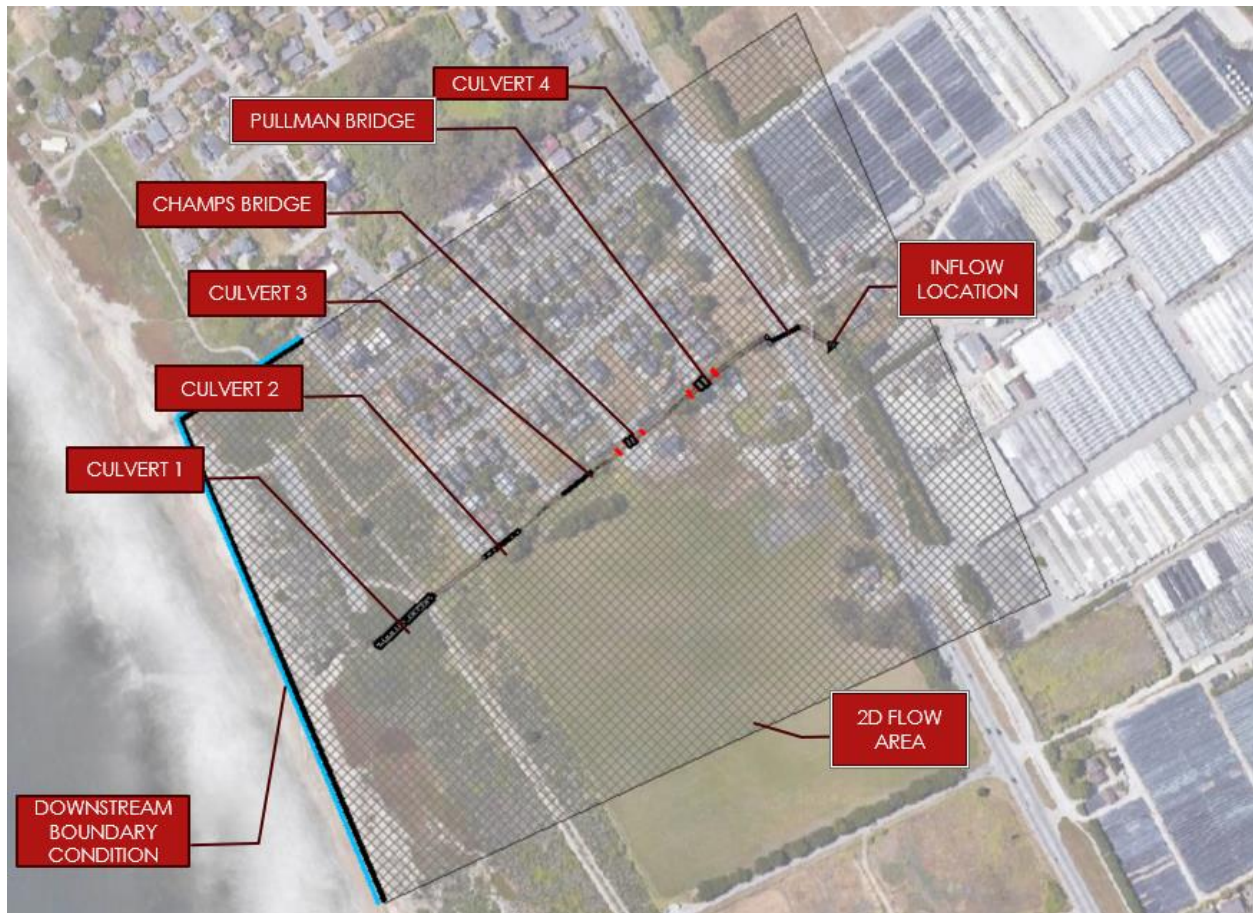 CULVERT 4
PULLMAN BRIDGE
CHAMPS BRIDGE
CULVERT 3
INFLOW
LOCATION
CULVERT 2
CULVERT 1
2D FLOW
AREA
DOWNSTREAM
BOUNDARY
CONDITION